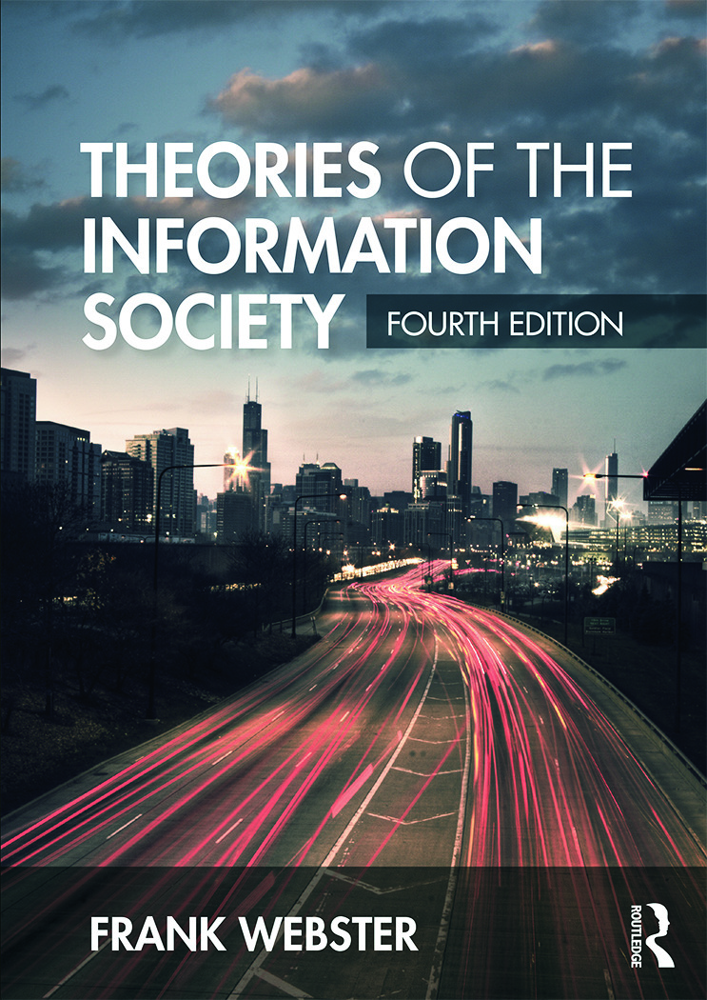 THEORIES OF THE
INFORMATION
SOCIETY
FOURTH EDITION
FRANK WEBSTER
ROUTLEDGE